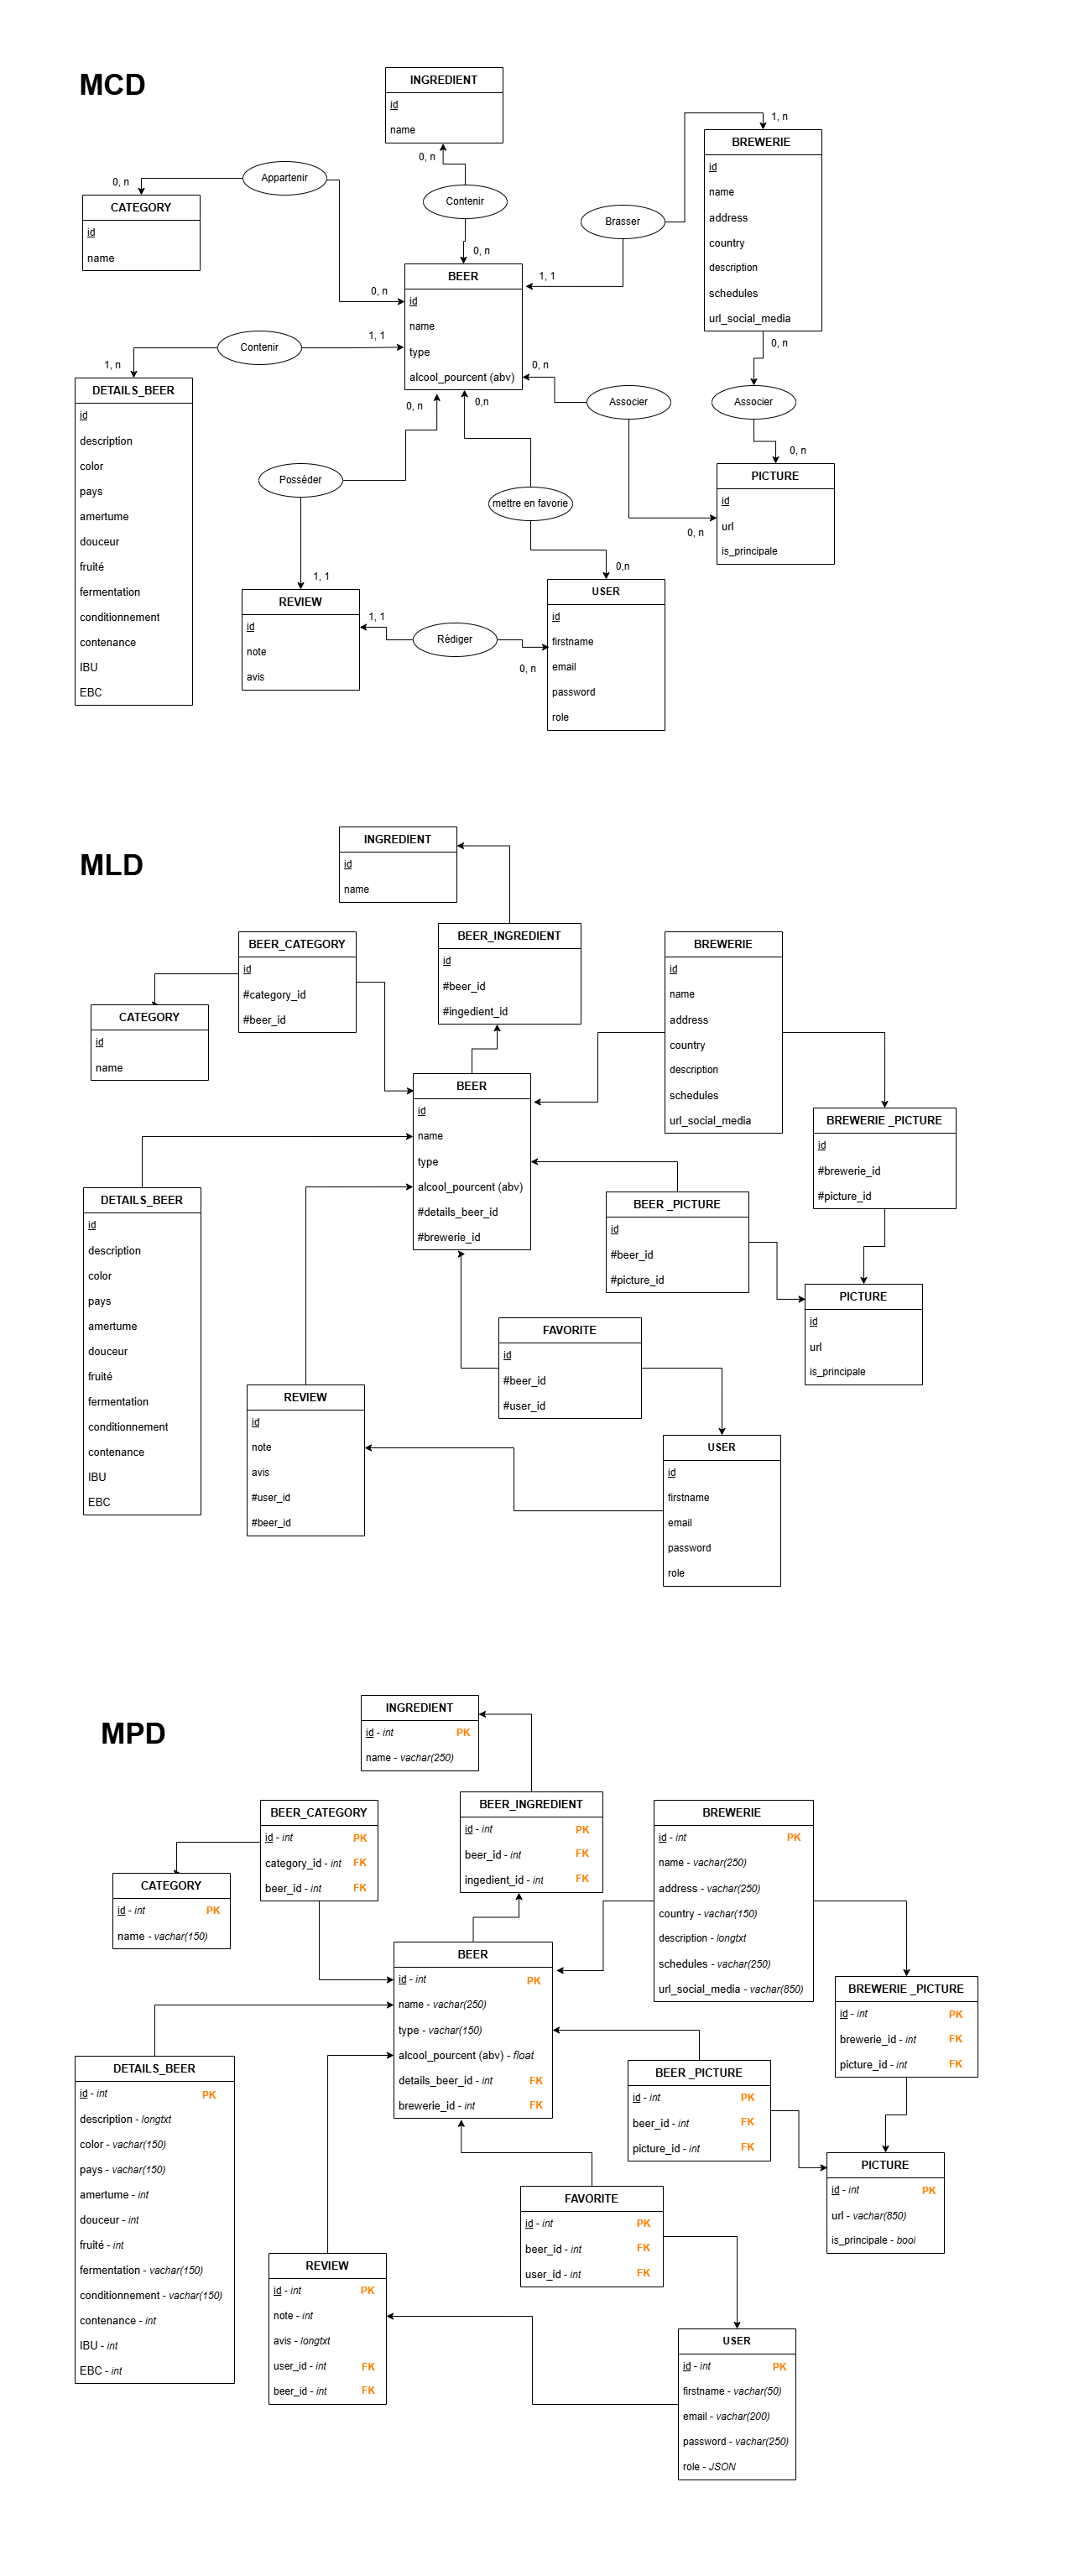 MCD
INGREDIENT
id
name
0, n
1, n
BREWERIE
id
name
address
country
description
schedules
url_social_media
Appartenir
0, n
CATEGORY
id
name
Contenir
Brasser
0, n
1, 1
0, n
BEER
id
name
type
alcool_pourcent (abv)
Contenir
1, 1
1, n
0, n
0, n
Associer
Associer
0, n
0,n
DETAILS_BEER
id
description
color
pays
amertume
douceur
fruité
fermentation
conditionnement
contenance
IBU
EBC
0, n
PICTURE
id
url
is_principale
0, n
Posséder
mettre en favorie
1, 1
0,n
REVIEW
id
note
avis
1, 1
Rédiger
0, n
USER
id
firstname
email
password
role
MLD
INGREDIENT
id
name
BEER_CATEGORY
id
#category_id
#beer_id
BEER_INGREDIENT
id
#beer_id
#ingedient_id
BREWERIE
id
name
address
country
description
schedules
url_social_media
CATEGORY
id
name
BEER
id
name
type
alcool_pourcent (abv)
#details_beer_id
#brewerie_id
BREWERIE _PICTURE
id
#brewerie_id
#picture_id
DETAILS_BEER
id
description
color
pays
amertume
douceur
fruité
fermentation
conditionnement
contenance
IBU
EBC
BEER _PICTURE
id
#beer_id
#picture_id
PICTURE
id
url
is_principale
FAVORITE
id
#beer_id
#user_id
REVIEW
id
note
avis
#user_id
#beer_id
USER
id
firstname
email
password
role
MPD
INGREDIENT
id - int PK
name - vachar(250)
BEER_CATEGORY
id - int PK
category_id - int FK
beer_id - int FK
BEER_INGREDIENT
id - int PK
beer_id - int FK
ingedient_id - int FK
BREWERIE
id - int PK
name - vachar(250)
address - vachar(250)
country - vachar(150)
description - longtxt
schedules - vachar(250)
url_social_media - vachar(850)
CATEGORY
id - int PK
name - vachar(150)
BEER
id - int PK
name - vachar(250)
type - vachar(150)
alcool_pourcent (abv) - float
details_beer_id - int FK
brewerie_id - int FK
BREWERIE _PICTURE
id - int PK
brewerie_id - int FK
picture_id - int FK
DETAILS_BEER
id - int PK
description - longtxt
color - vachar(150)
pays - vachar(150)
amertume - int
douceur - int
fruité - int
fermentation - vachar(150)
conditionnement - vachar(150)
contenance - int
IBU - int
EBC - int
BEER _PICTURE
id - int PK
beer_id - int FK
picture_id - int FK
PICTURE
id - int PK
url - vachar(850)
is_principale - bool
FAVORITE
id - int PK
beer_id - int FK
user_id - int FK
REVIEW
id - int PK
note - int
avis - longtxt
user_id - int FK
beer_id - int FK
USER
id - int PK
firstname - vachar(50)
email - vachar(200)
password - vachar(250)
role - JSON